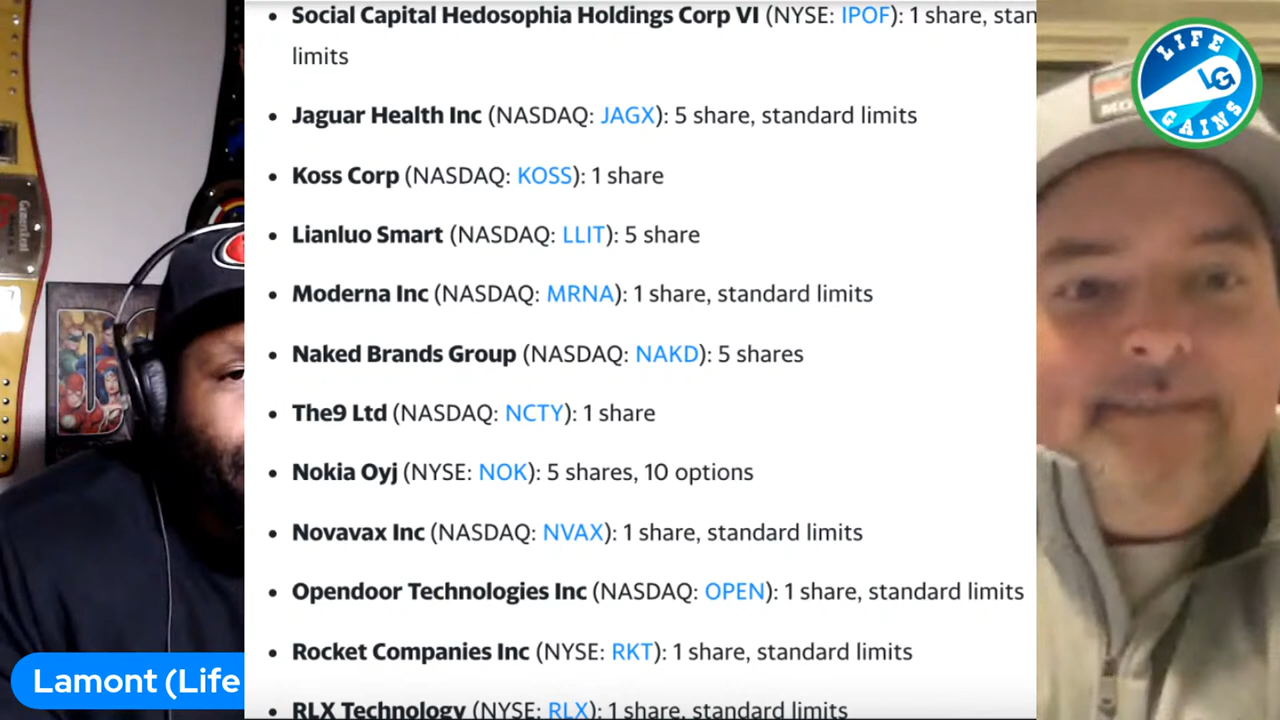 Social Capital Hedosophia Holdings Corp VI (NYSE: IPOF): 1 share, stan
limits
Jaguar Health Inc (NASDAQ: JAGX): 5 share, standard limits
Koss Corp (NASDAQ: KOSS): 1 share
Lianluo Smart (NASDAQ: LLIT): 5 share
Moderna Inc (NASDAQ: MRNA): 1 share, standard limits
Naked Brands Group (NASDAQ: NAKD): 5 shares
The9 Ltd (NASDAQ: NCTY): 1 share
Nokia Oyj (NYSE: NOK): 5 shares, 10 options
Novavax Inc (NASDAQ: NVAX): 1 share, standard limits
Opendoor Technologies Inc (NASDAQ: OPEN): 1 share, standard limits
Rocket Companies Inc (NYSE: RKT): 1 share, standard limits
RLX Technology (NYSE: RLX): 1 share, standard limits
LIFE
LG
GAINS
Lamont (Life